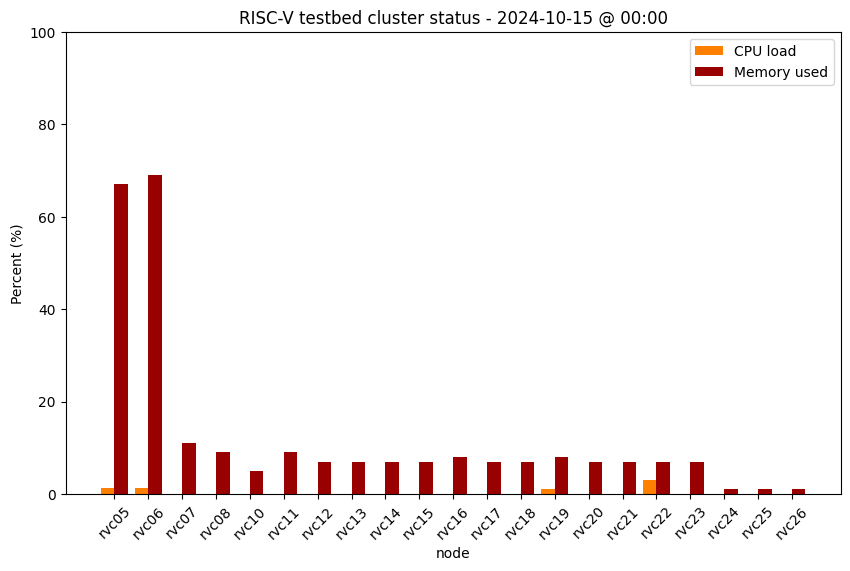 RISC-V testbed cluster status - 2024-10-15 @ 00:00
CPU load
Memory used
Percent (%)
100
80
60
40
20
0
rvc05 rvc06 rvc07 rvc08 rvc10 rvc11 rvc12 rvc13 rvc14 rvc15 rvc16 rvc17 rvc18 rvc19 rvc20 rvc21 rvc22 rvc23 rvc24 rvc25 rvc26
node